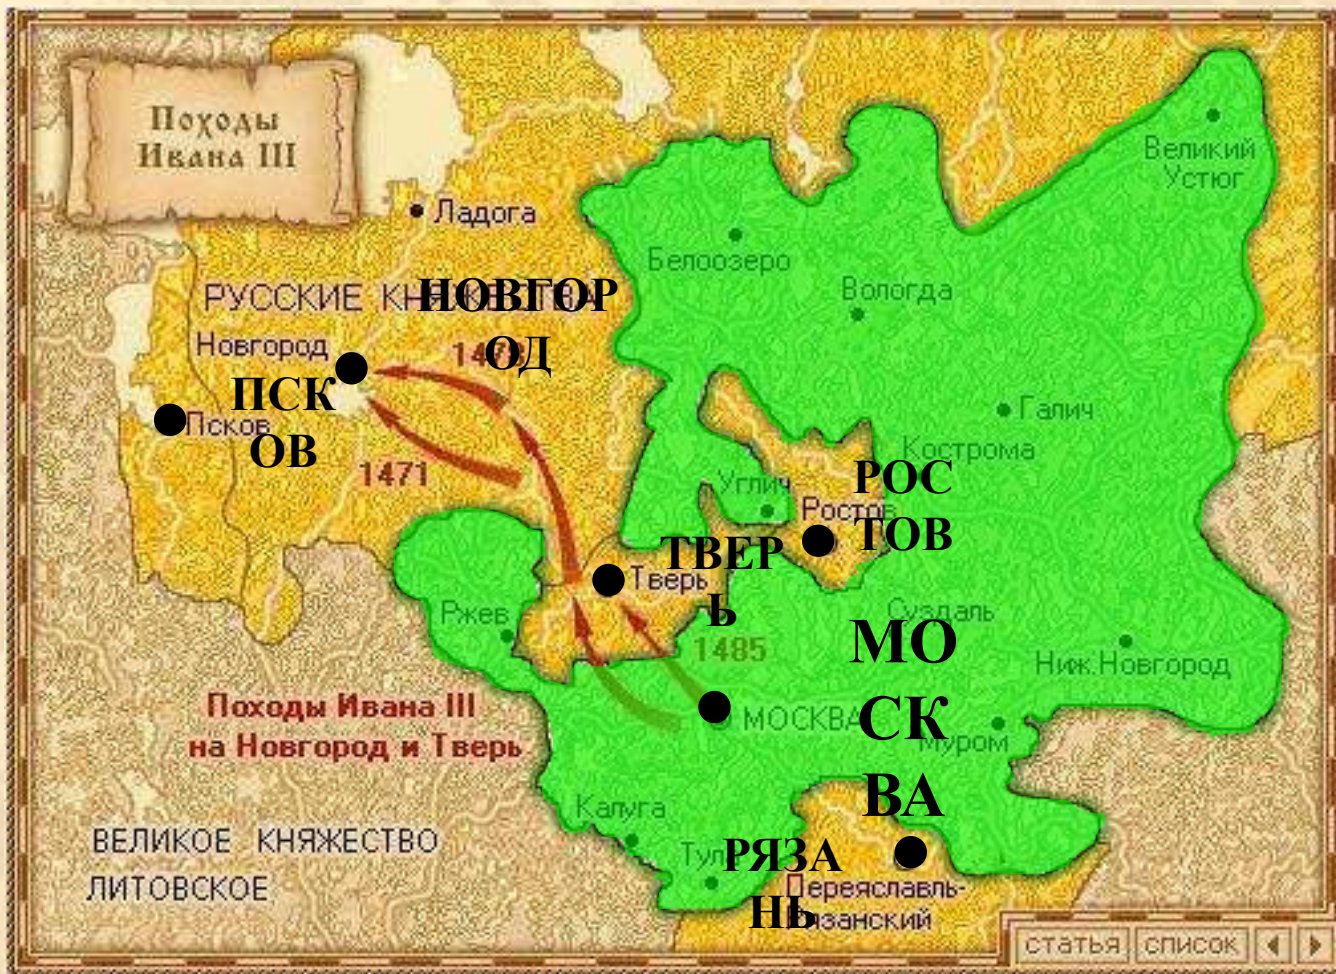 Походы
Ивана III
Великий
Устюг
Ладога
Белоозеро
Вологда
РУССКИЕ КНЯЖЕСТВА
НОВГОР
ОД
Новгород
ПСК
ОВ
Псков
1471
Галич
Кострома
Углич
РОС
ТОВ
Ростов
ТВЕР
Ь
Тверь
Ржев
Суздаль
1485
МО
СК
ВА
Ниж.Новгород
МОСКВА
Муром
Походы Ивана III
на Новгород и Тверь
Калуга
ВЕЛИКОЕ КНЯЖЕСТВО
ЛИТОВСКОЕ
РЯЗА
НЬ
Переяславль-
Рязанский
статья
список